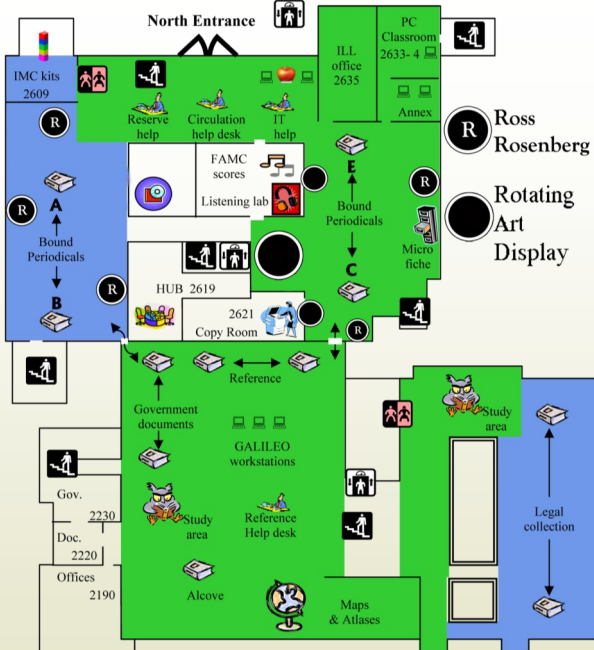 North Entrance
IMC kits
2609
ILL
office
2635
PC
Classroom
2633- 4
Annex
Reserve
help
Circulation
help desk
IT
help
R
Ross
Rosenberg
R
FAMC
scores
Listening lab
E
R
Bound
Periodicals
Rotating
Art
Display
A
R
Bound
Periodicals
Micro
fiche
C
B
R
HUB 2619
2621
Copy Room
R
Reference
Government
documents
GALILEO
workstations
Study
area
Gov.
2230
Doc.
2220
Offices
2190
Study
area
Reference
Help desk
Legal
collection
Alcove
Maps
& Atlases